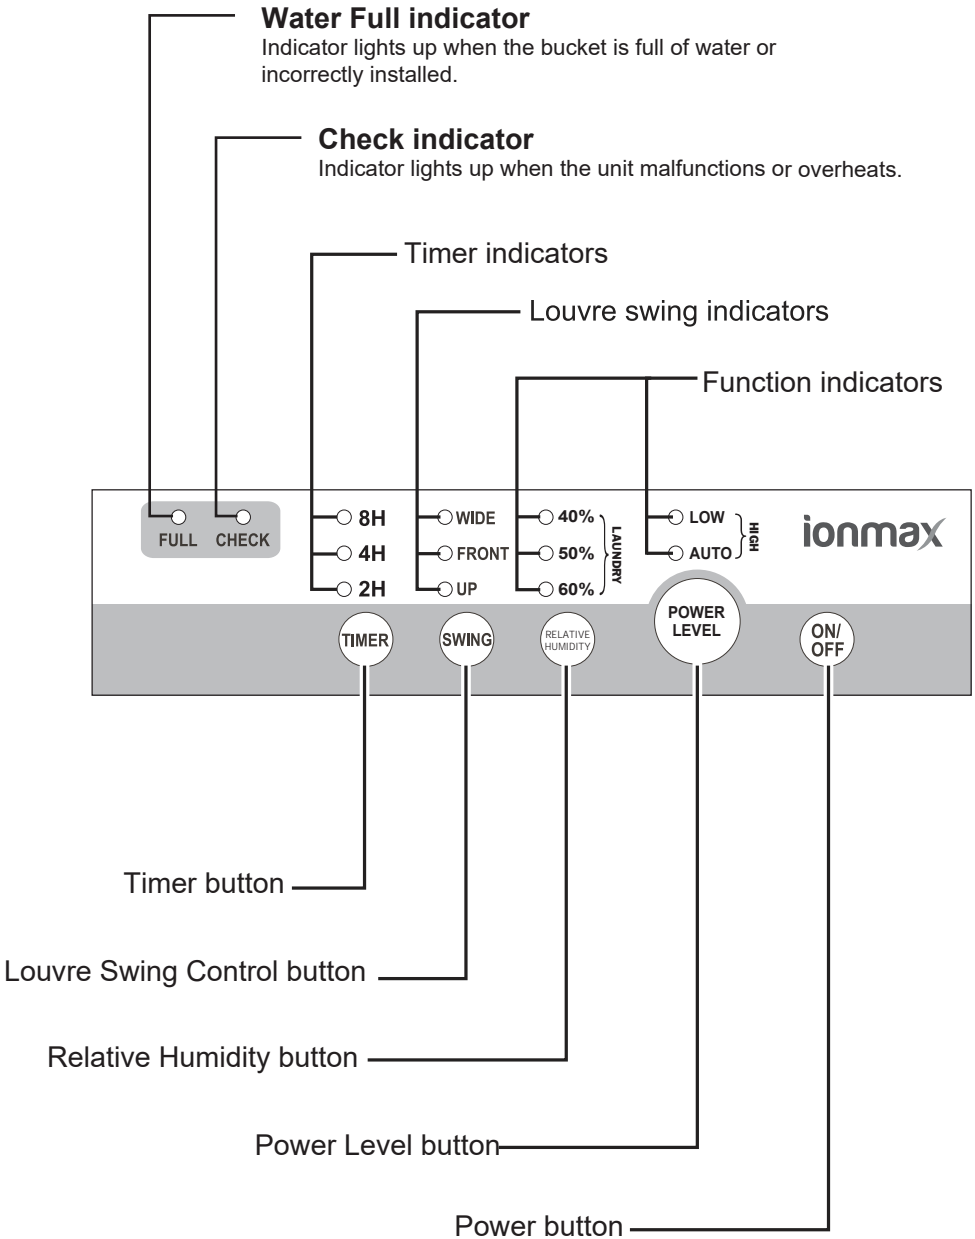 Water Full indicator
Indicator lights up when the bucket is full of water or
incorrectly installed.
Check indicator
Indicator lights up when the unit malfunctions or overheats.
Timer indicators
Louvre swing indicators
Function indicators
FULL CHECK
8H
4H
2H
WIDE
FRONT
UP
40%
50%
60%
LAUNDRY
LOW
AUTO
HIGH
ionmax
TIMER
SWING
RELATIVE
HUMIDITY
POWER
LEVEL
ON/
OFF
Timer button
Louvre Swing Control button
Relative Humidity button
Power Level button
Power button